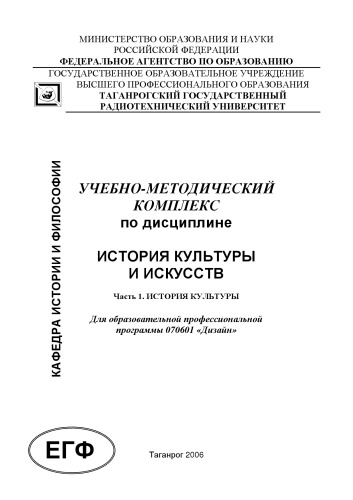 МИНИСТЕРСТВО ОБРАЗОВАНИЯ И НАУКИ
РОССИЙСКОЙ ФЕДЕРАЦИИ
ФЕДЕРАЛЬНОЕ АГЕНТСТВО ПО ОБРАЗОВАНИЮ
ГОСУДАРСТВЕННОЕ ОБРАЗОВАТЕЛЬНОЕ УЧРЕЖДЕНИЕ
ВЫСШЕГО ПРОФЕССИОНАЛЬНОГО ОБРАЗОВАНИЯ
ТАГАНРОГСКИЙ ГОСУДАРСТВЕННЫЙ
РАДИОТЕХНИЧЕСКИЙ УНИВЕРСИТЕТ
КАФЕДРА ИСТОРИИ И ФИЛОСОФИИ
УЧЕБНО-МЕТОДИЧЕСКИЙ
КОМПЛЕКС
по дисциплине
ИСТОРИЯ КУЛЬТУРЫ
И ИСКУССТВ
Часть 1. ИСТОРИЯ КУЛЬТУРЫ
Для образовательной профессиональной
программы 070601 «Дизайн»
ЕГФ
Таганрог 2006